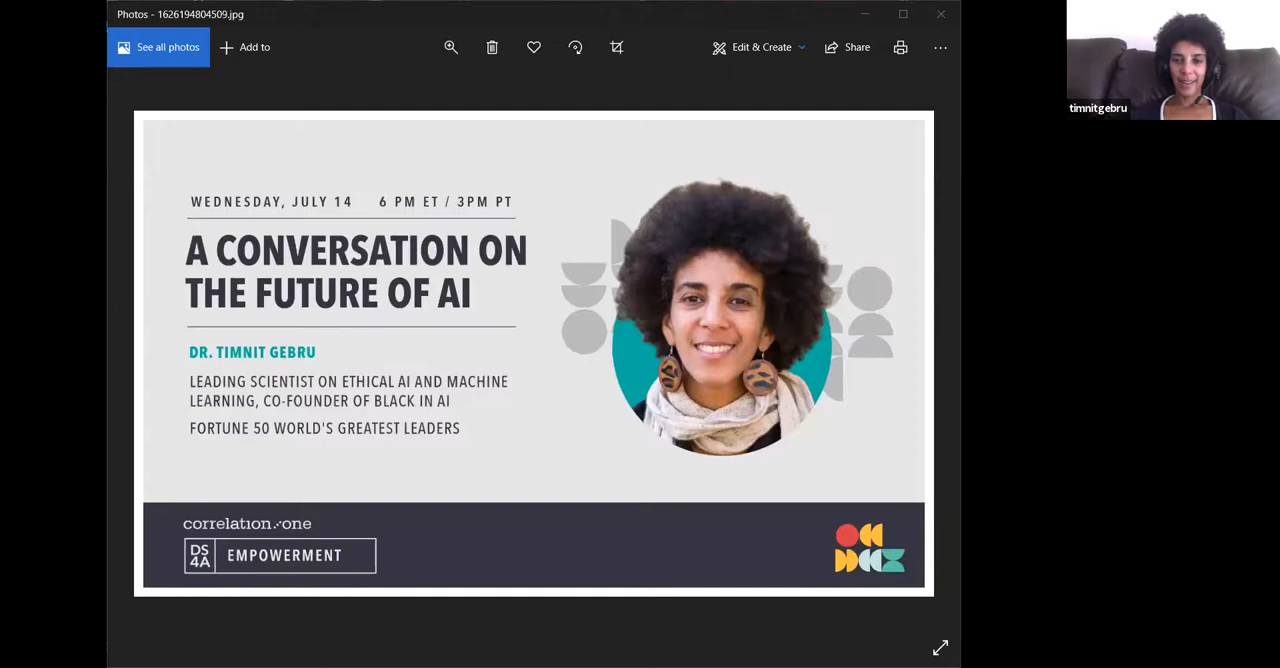 Photos - 1626194804509.jpg
See all photos
Add to
Edit & Create
Share
timnitgebru
WEDNESDAY, JULY 14 6 PM ET / 3PM PT
A CONVERSATION ON
THE FUTURE OF AI
DR. TIMNIT GEBRU
LEADING SCIENTIST ON ETHICAL AI AND MACHINE
LEARNING, CO-FOUNDER OF BLACK IN AI
FORTUNE 50 WORLD'S GREATEST LEADERS
correlation one
DS
4A
EMPOWERMENT